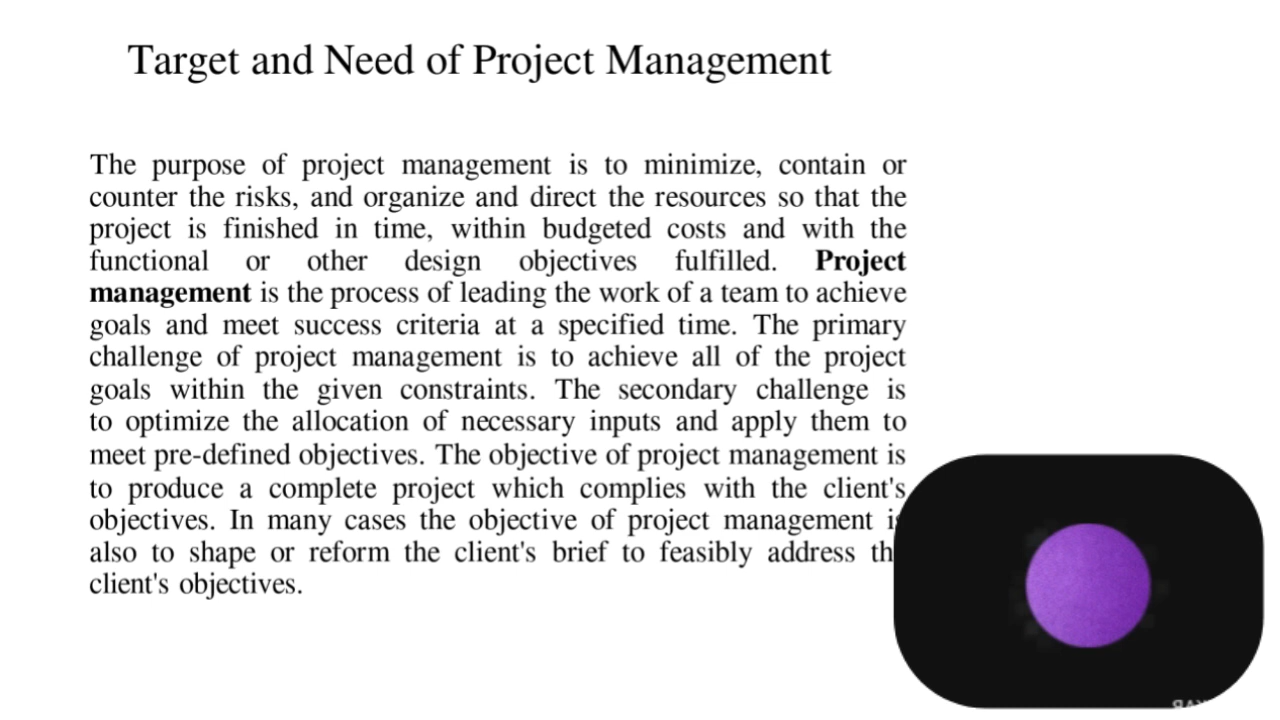 Target and Need of Project Management
The purpose of project management is to minimize, contain or
counter the risks, and organize and direct the resources so that the
project is finished in time, within budgeted costs and with the
functional or other design objectives fulfilled. Project
management is the process of leading the work of a team to achieve
goals and meet success criteria at a specified time. The primary
challenge of project management is to achieve all of the project
goals within the given constraints. The secondary challenge is
to optimize the allocation of necessary inputs and apply them to
meet pre-defined objectives. The objective of project management is
to produce a complete project which complies with the client's
objectives. In many cases the objective of project management
also to shape or reform the client's brief to feasibly address
client's objectives.